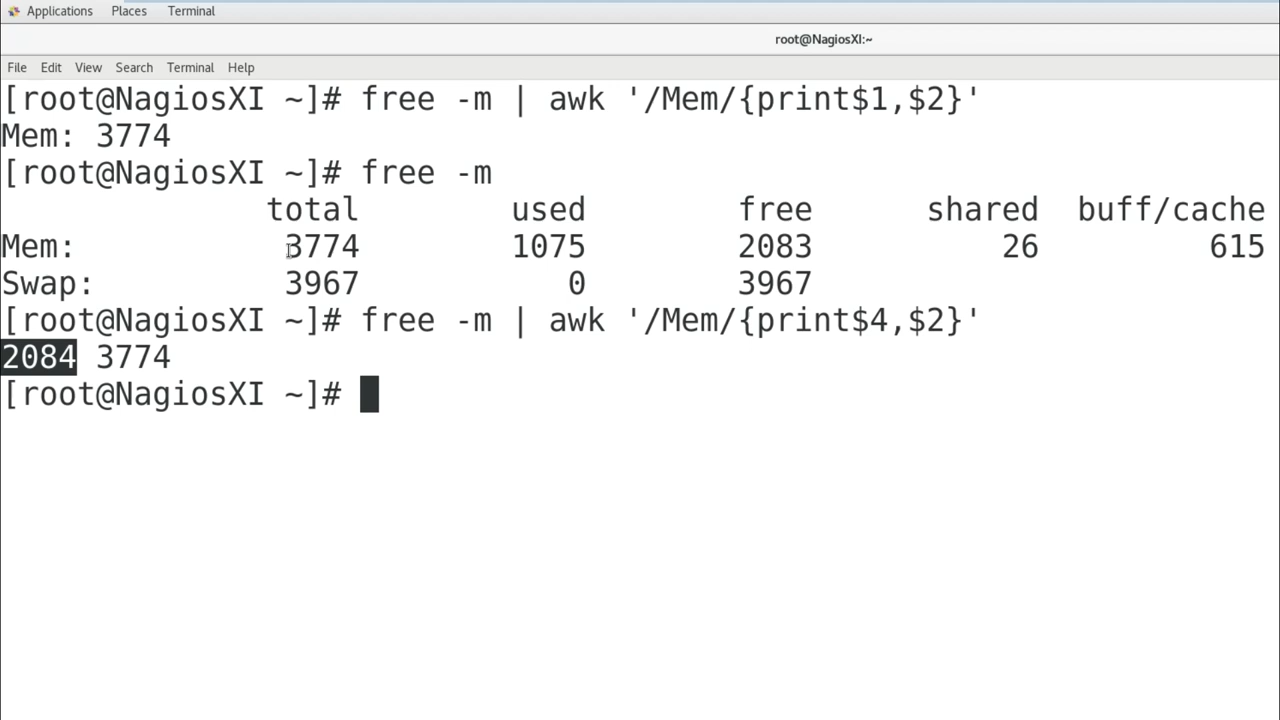 Applications Places Terminal
root@NagiosXI:~
File Edit View Search Terminal Help
[root@NagiosXI ~]# free -m | awk '/Mem/{print$1,$2}'
Mem: 3774
[root@NagiosXI ~]# free -m
total used free shared buff/cache
Mem: 3774 1075 2083 26 615
Swap: 3967 0 3967
[root@NagiosXI ~]# free -m | awk '/Mem/{print$4,$2}'
2084 3774
[root@NagiosXI ~]#